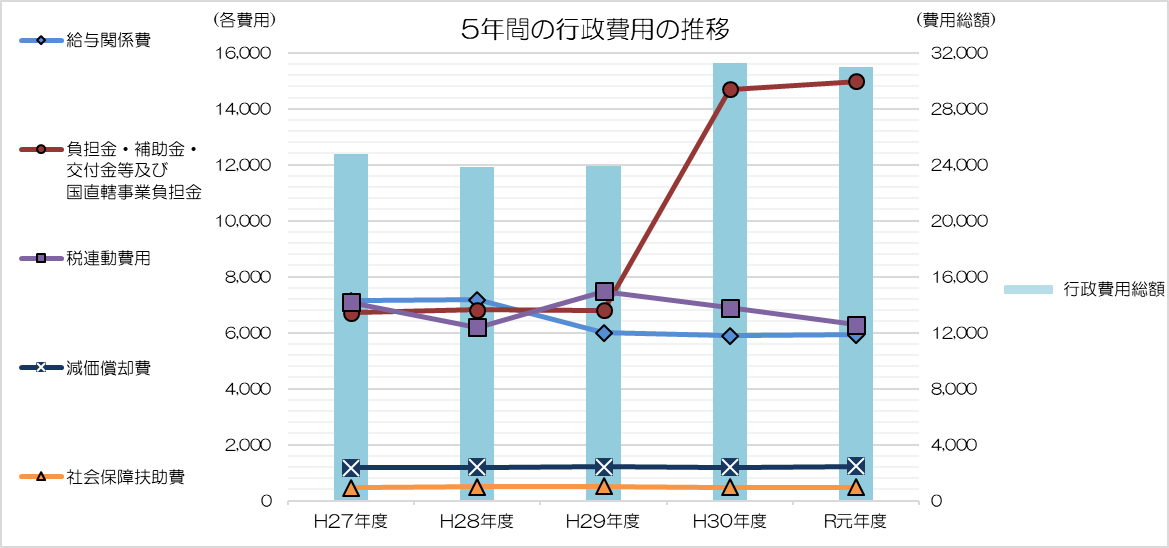 5年間の行政費用の推移
(各費用)
(費用総額)
給与関係費
負担金・補助金・
交付金等及び
国直轄事業負担金
税連動費用
減価償却費
社会保障扶助費
16,000
14,000
12,000
10,000
8,000
6,000
4,000
2,000
0
32,000
28,000
24,000
20,000
16,000
12,000
8,000
4,000
0
行政費用総額
H27年度
H28年度
H29年度
H30年度
R元年度